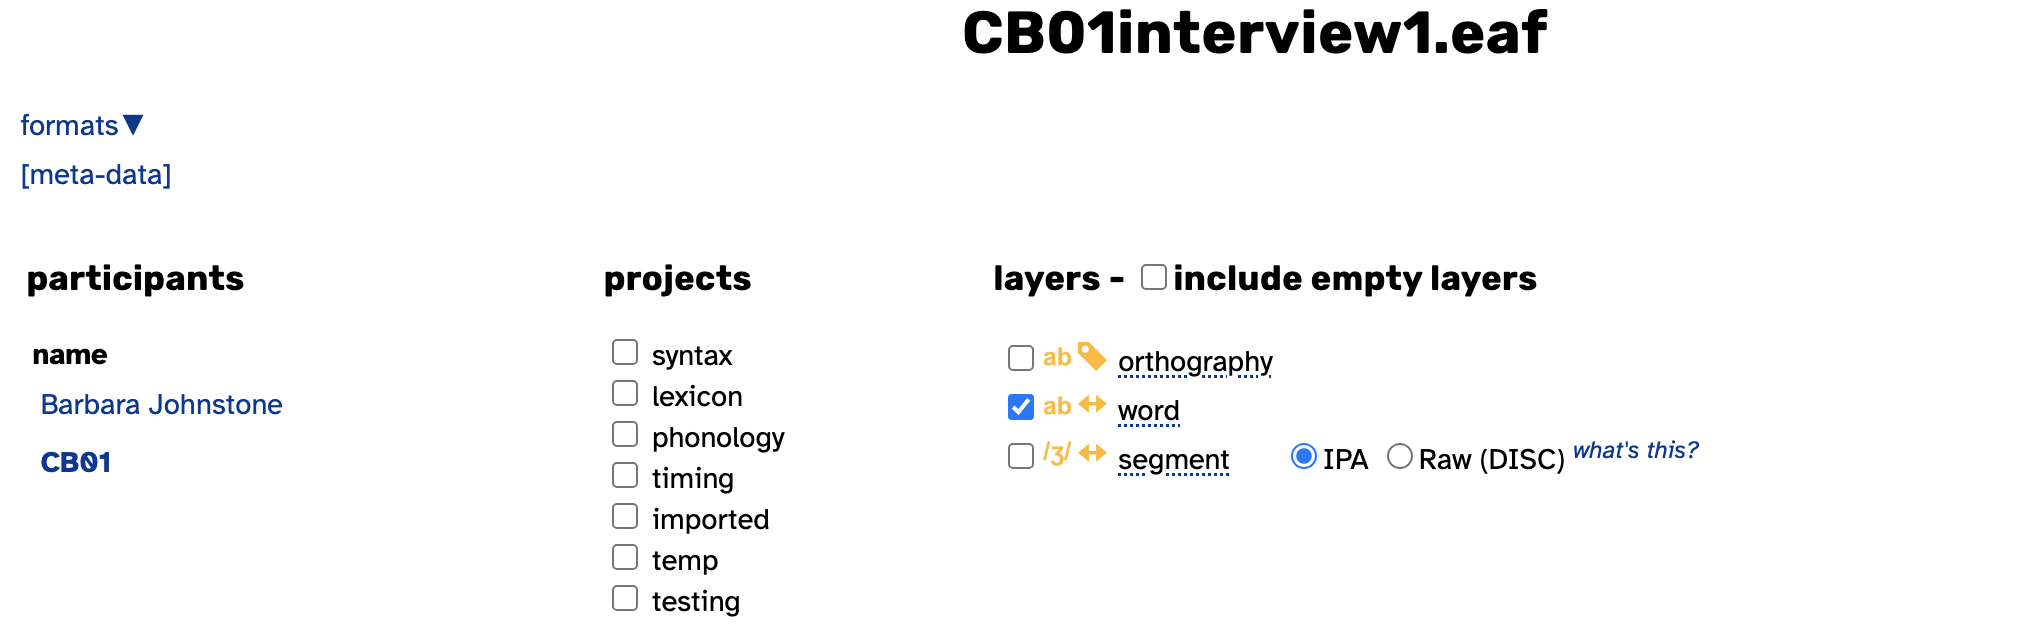 CB01interview1.eaf
formats▼
[meta-data]
participants
name
Barbara Johnstone
CB01
projects
syntax
lexicon
phonology
timing
imported
temp
testing
layers - include empty layers
ab orthography
ab word
/ʒ/ segment IPA Raw (DISC) what's this?